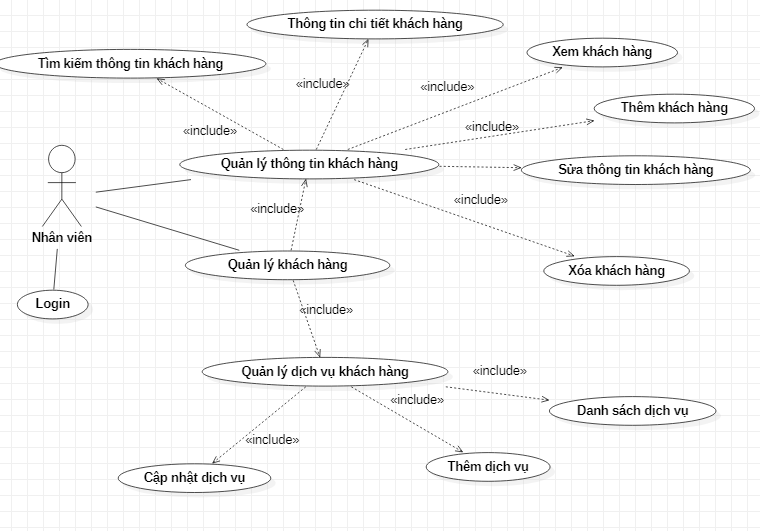 Thông tin chi tiết khách hàng
Xem khách hàng
Tìm kiếm thông tin khách hàng
«include»
«include»
Thêm khách hàng
«include»
«include»
Quản lý thông tin khách hàng
Sửa thông tin khách hàng
«include»
«include»
Nhân viên
Quản lý khách hàng
Xóa khách hàng
Login
«include»
Quản lý dịch vụ khách hàng
«include»
«include»
Danh sách dịch vụ
«include»
Thêm dịch vụ
Cập nhật dịch vụ